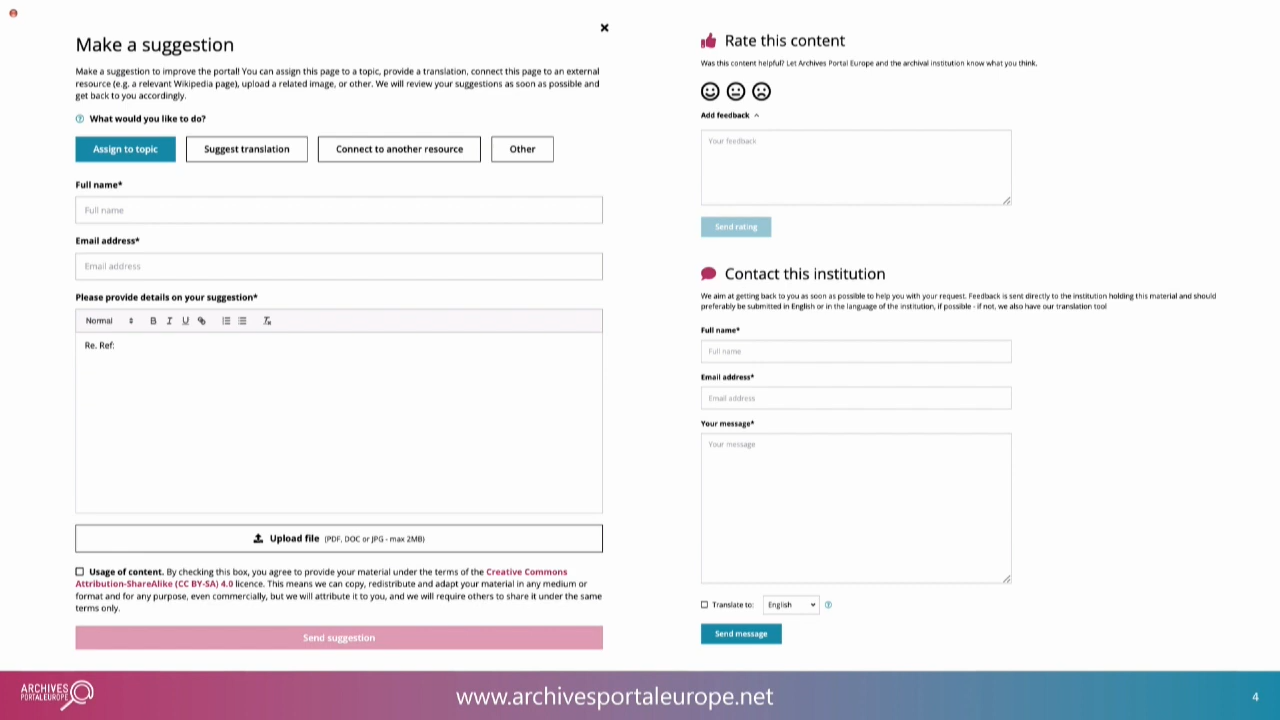 Make a suggestion
Make a suggestion to improve the portal! You can assign this page to a topic, provide a translation, connect this page to an external
resource (e.g. a relevant Wikipedia page), upload a related image, or other. We will review your suggestions as soon as possible and
get back to you accordingly.
What would you like to do?
Assign to topic
Suggest translation
Connect to another resource
Other
Full name*
Full name
Email address*
Email address
Please provide details on your suggestion*
Normal B I U
Re. Ref:
Upload file (PDF, DOC or JPG - max 2MB)
Usage of content. By checking this box, you agree to provide your material under the terms of the Creative Commons
Attribution-ShareAlike (CC BY-SA) 4.0 licence. This means we can copy, redistribute and adapt your material in any medium or
format and for any purpose, even commercially, but we will attribute it to you, and we will require others to share it under the same
terms only.
Send suggestion
Rate this content
Was this content helpful? Let Archives Portal Europe and the archival institution know what you think.
Add feedback
Your feedback
Send rating
Contact this institution
We aim at getting back to you as soon as possible to help you with your request. Feedback is sent directly to the institution holding this material and should
preferably be submitted in English or in the language of the institution, if possible - if not, we also have our translation tool
Full name*
Full name
Email address*
Email address
Your message*
Your message
Translate to: English
Send message
ARCHIVES
PORTALEUROPE
www.archivesportaleurope.net
4